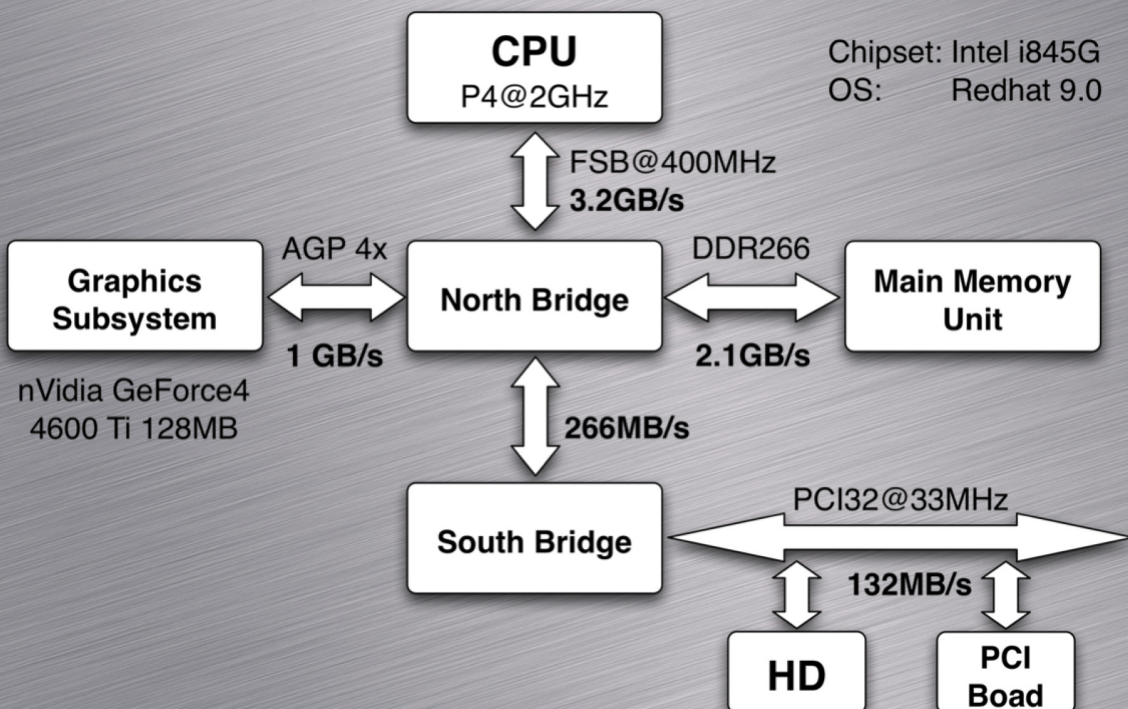 CPU
P4@2GHz
Chipset: Intel i845G
OS: Redhat 9.0
FSB@400MHz
3.2GB/s
Graphics
Subsystem
AGP 4x
1 GB/s
North Bridge
DDR266
2.1GB/s
Main Memory
Unit
nVidia GeForce4
4600 Ti 128MB
266MB/s
South Bridge
PCI32@33MHz
132MB/s
HD
PCI
Boad